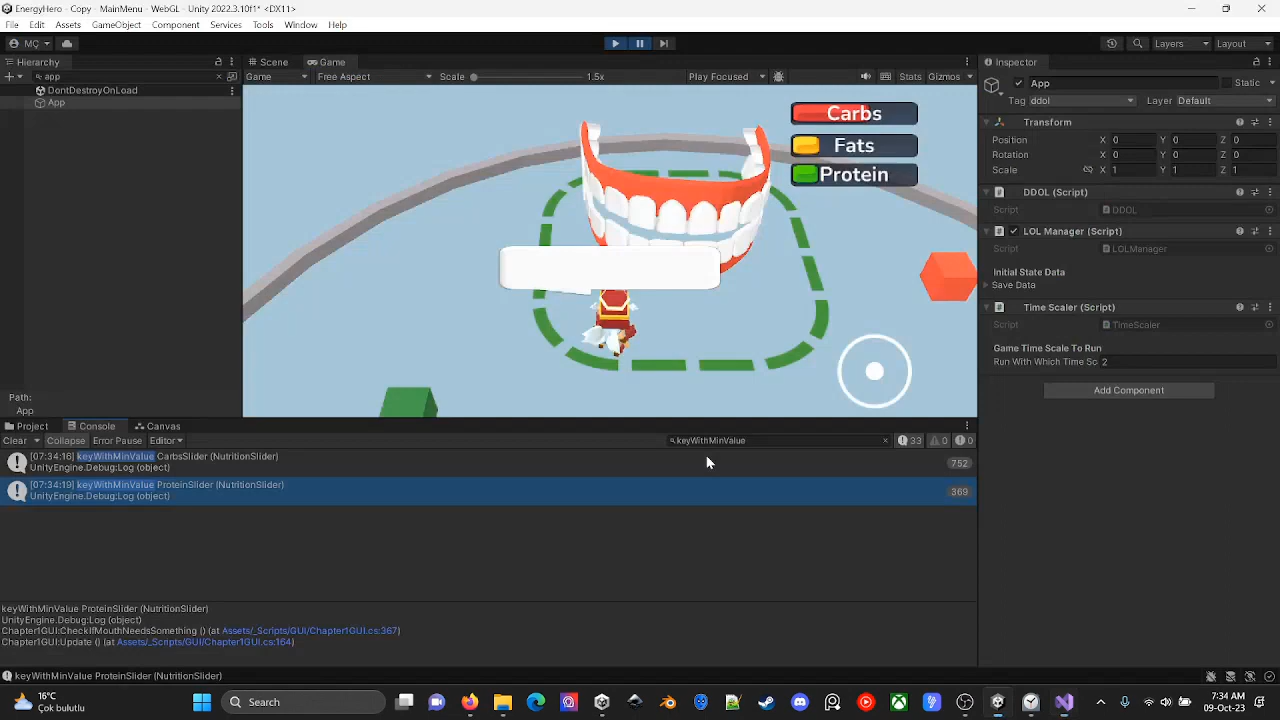 EnergyHero - Copy - MainMenu - WebGL - Unity 2022.3.10f1* <DX11>
File Edit Assets GameObject Component Services Tools Window Help
MÇ
Layers Layout
Hierarchy
app
DontDestroyOnLoad
App
Path:
App
Scene Game
Game Free Aspect Scale 1.5x Play Focused Stats Gizmos
Carbs
Fats
Protein
Inspector
App Static
Tag ddol Layer Default
Transform
Position X 0 Y 0 Z 0
Rotation X 0 Y 0 Z 0
Scale X 1 Y 1 Z 1
DDOL (Script)
Script DDOL
LOL Manager (Script)
Script LOLManager
Initial State Data
Save Data
Time Scaler (Script)
Script TimeScaler
Game Time Scale To Run
Run With Which Time Sc 2
Add Component
Project Console Canvas
Clear Collapse Error Pause Editor keyWithMinValue 33 0 0
[07:34:16] keyWithMinValue CarbsSlider (NutritionSlider)
UnityEngine.Debug:Log (object)
752
[07:34:19] keyWithMinValue ProteinSlider (NutritionSlider)
UnityEngine.Debug:Log (object)
369
keyWithMinValue ProteinSlider (NutritionSlider)
UnityEngine.Debug:Log (object)
Chapter1GUI:CheckIfMouthNeedsSomething () (at Assets/_Scripts/GUI/Chapter1GUI.cs:367)
Chapter1GUI:Update () (at Assets/_Scripts/GUI/Chapter1GUI.cs:164)
keyWithMinValue ProteinSlider (NutritionSlider)
16°C
Çok bulutlu
Search
7:34 AM
09-Oct-23